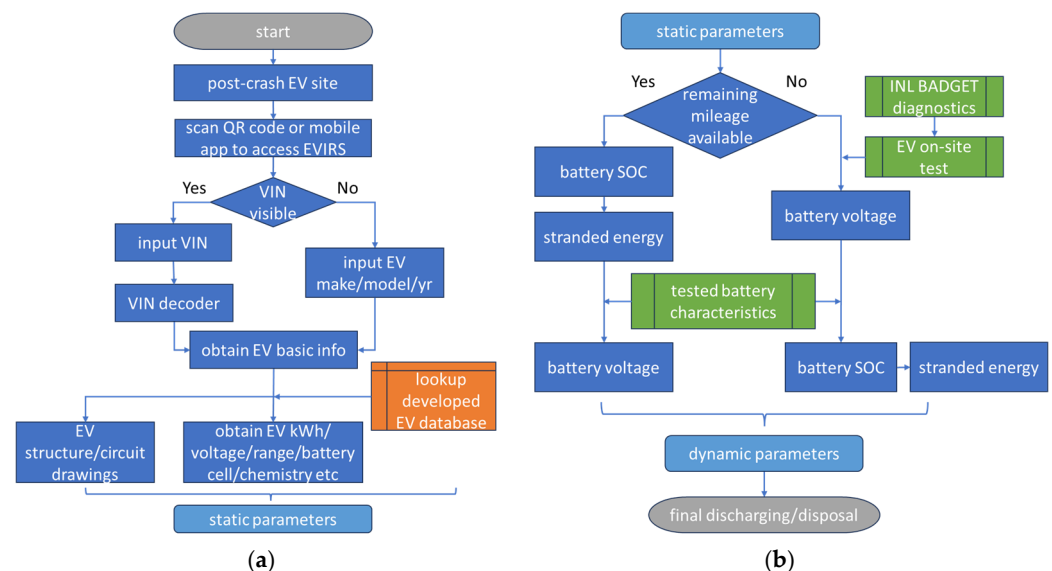 start
post-crash EV site
scan QR code or mobile
app to access EVIRS
Yes
No
VIN
visible
input VIN
input EV
make/model/yr
VIN decoder
obtain EV basic info
lookup
developed
EV database
EV
structure/circuit
drawings
obtain EV kWh/
voltage/range/battery
cell/chemistry etc
static parameters
(a)
static parameters
Yes
No
remaining
mileage
available
INL BADGET
diagnostics
EV on-site
test
battery SOC
battery voltage
stranded energy
tested battery
characteristics
battery voltage
battery SOC
stranded energy
dynamic parameters
final discharging/disposal
(b)